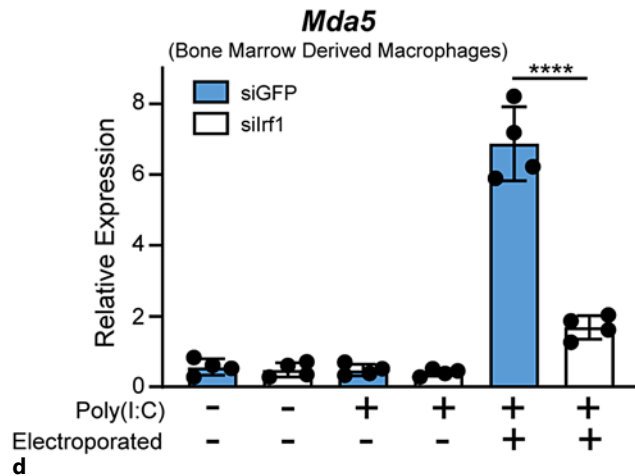 Mda5
(Bone Marrow Derived Macrophages)
****
siGFP
siIrf1
Relative Expression
8
6
4
2
0
Poly(I:C) - - + + + +
Electroporated - - - - + +
d